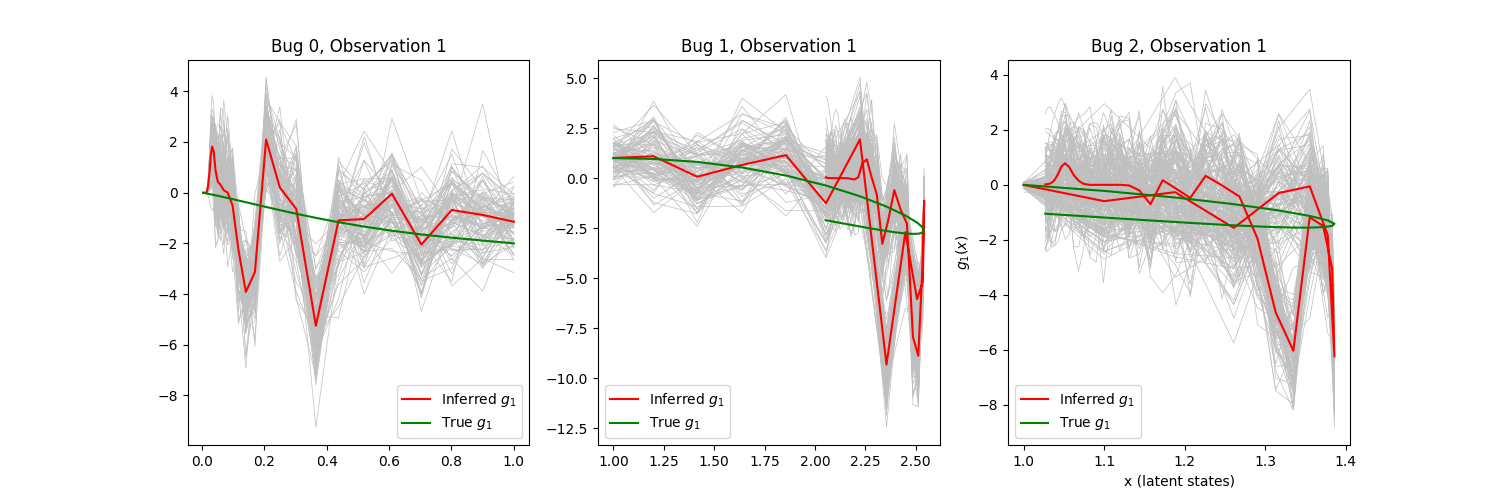 Bug 0, Observation 1
4
2
0
−2
−4
−6
−8
0.0 0.2 0.4 0.6 0.8 1.0
Inferred g₁
True g₁
Bug 1, Observation 1
5.0
2.5
0.0
−2.5
−5.0
−7.5
−10.0
−12.5
1.00 1.25 1.50 1.75 2.00 2.25 2.50
Inferred g₁
True g₁
Bug 2, Observation 1
g₁(x)
4
2
0
−2
−4
−6
−8
1.0 1.1 1.2 1.3 1.4
x (latent states)
Inferred g₁
True g₁